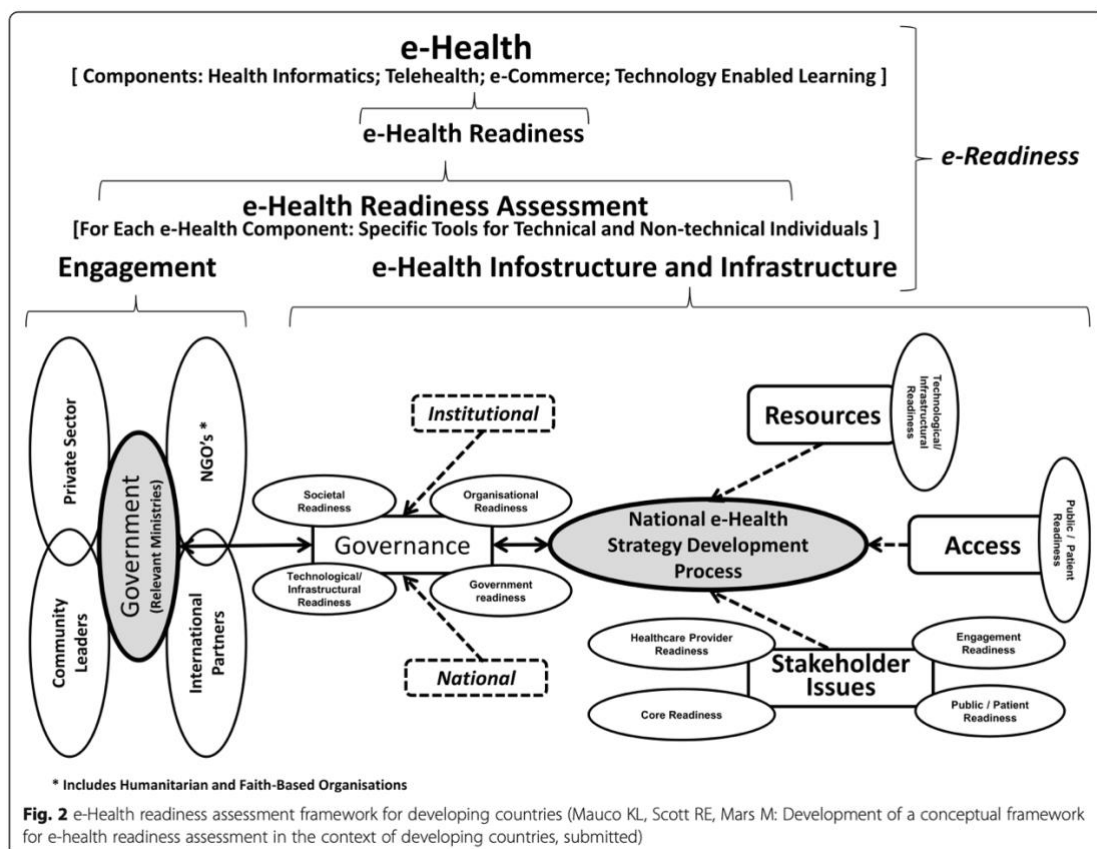 e-Health
[ Components: Health Informatics; Telehealth; e-Commerce; Technology Enabled Learning ]
e-Health Readiness
e-Readiness
e-Health Readiness Assessment
[For Each e-Health Component: Specific Tools for Technical and Non-technical Individuals ]
Engagement
e-Health Infostructure and Infrastructure
Private Sector
NGO's *
Government
(Relevant Ministries)
Community
Leaders
International
Partners
Institutional
Societal
Readiness
Organisational
Readiness
Governance
Technological/
Infrastructural
Readiness
Government
readiness
National
National e-Health
Strategy Development
Process
Resources
Technological/
Infrastructural
Readiness
Access
Public / Patient
Readiness
Healthcare Provider
Readiness
Engagement
Readiness
Stakeholder
Issues
Core Readiness
Public / Patient
Readiness
* Includes Humanitarian and Faith-Based Organisations
Fig. 2 e-Health readiness assessment framework for developing countries (Mauco KL, Scott RE, Mars M: Development of a conceptual framework
for e-health readiness assessment in the context of developing countries, submitted)